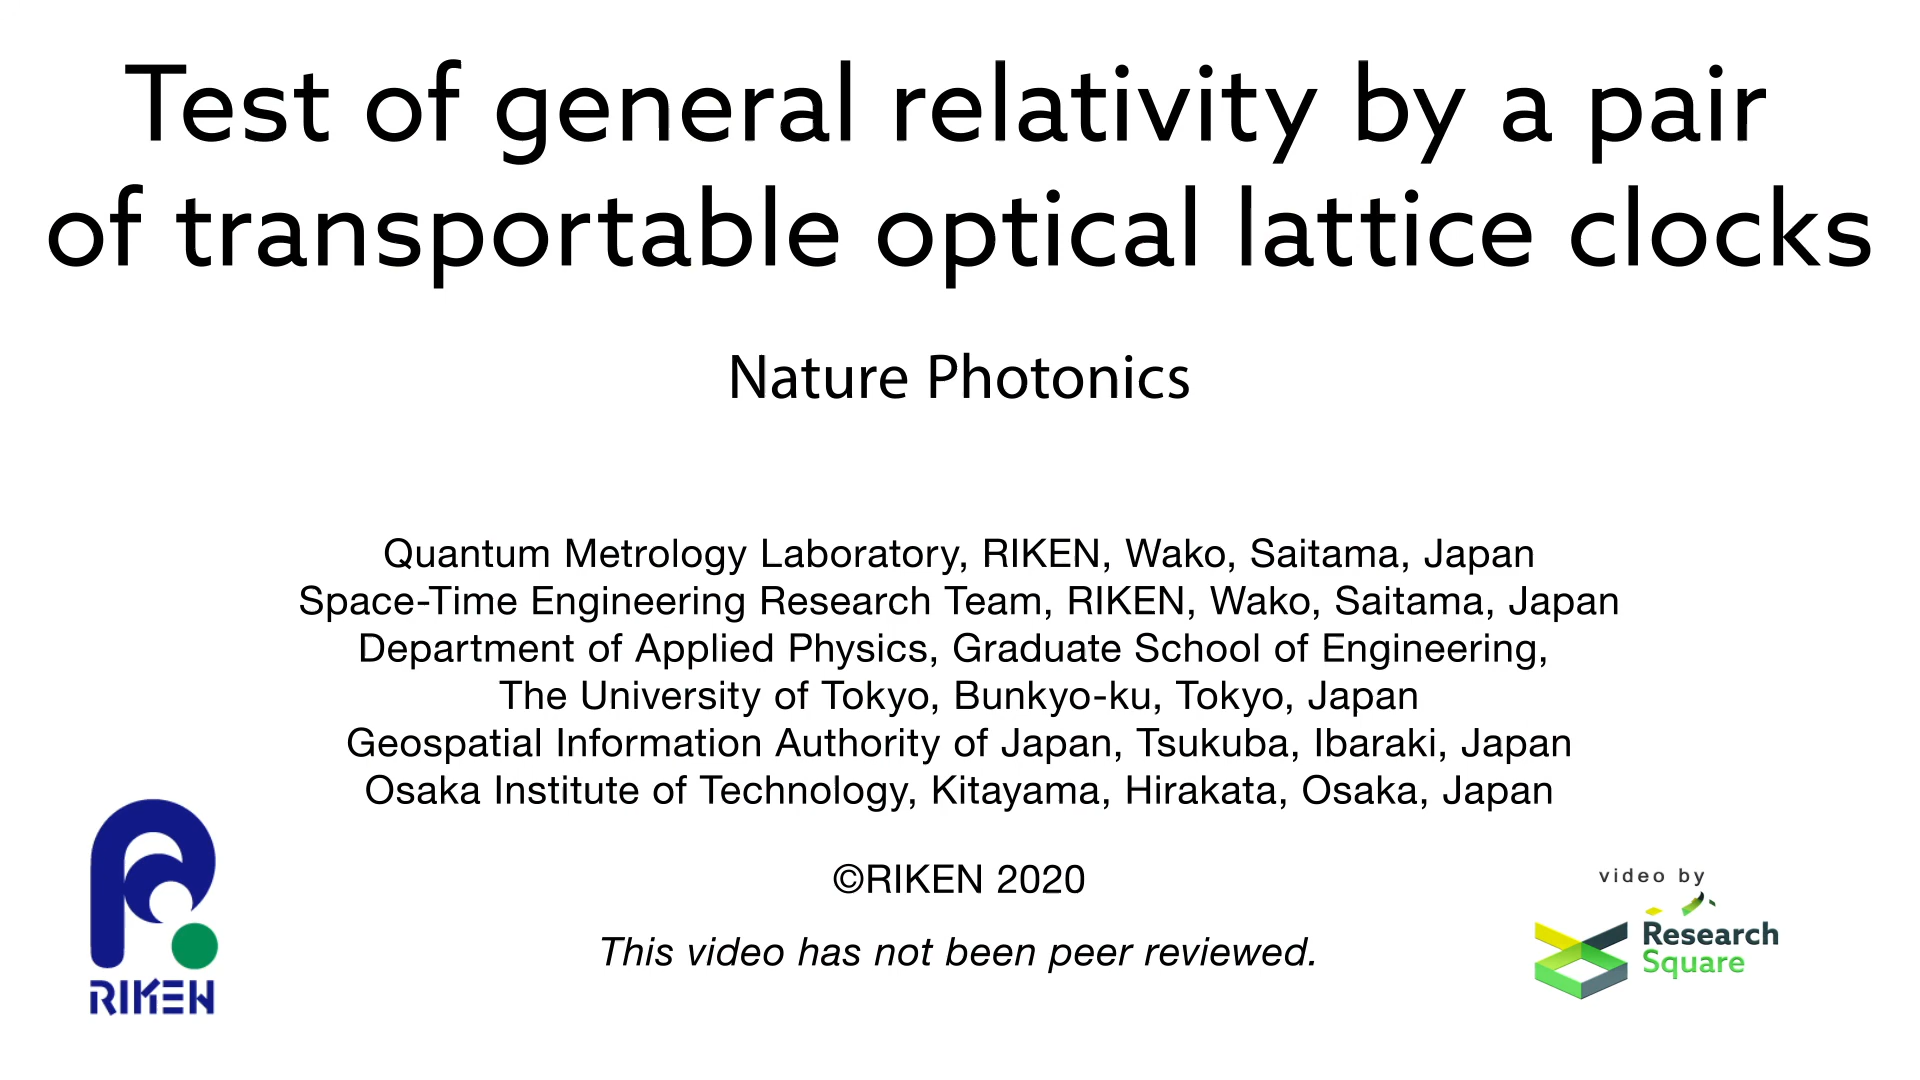 Test of general relativity by a pair
of transportable optical lattice clocks
Nature Photonics
Quantum Metrology Laboratory, RIKEN, Wako, Saitama, Japan
Space-Time Engineering Research Team, RIKEN, Wako, Saitama, Japan
Department of Applied Physics, Graduate School of Engineering,
The University of Tokyo, Bunkyo-ku, Tokyo, Japan
Geospatial Information Authority of Japan, Tsukuba, Ibaraki, Japan
Osaka Institute of Technology, Kitayama, Hirakata, Osaka, Japan
©RIKEN 2020
This video has not been peer reviewed.
RIKEN
video by
Research
Square